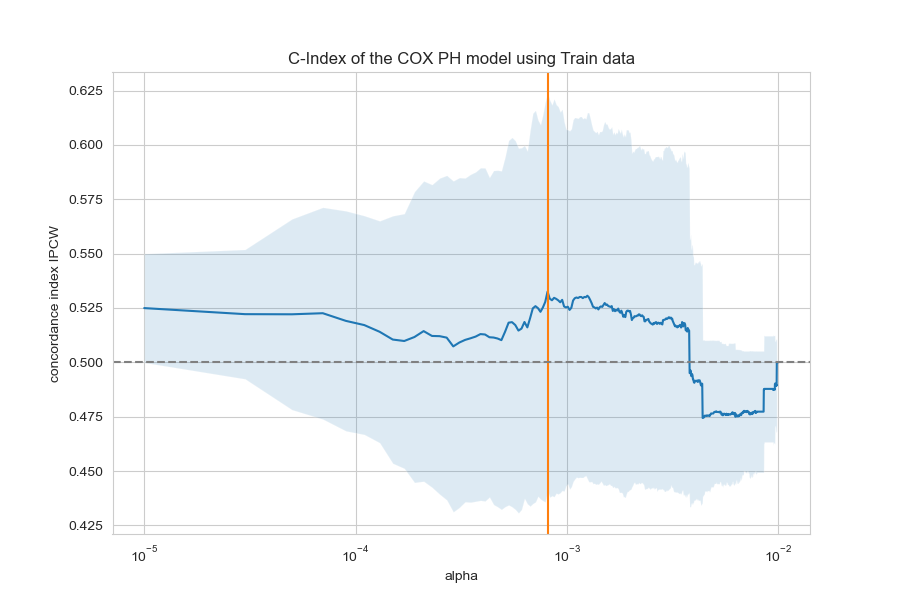 C-Index of the COX PH model using Train data
concordance index IPCW
0.625
0.600
0.575
0.550
0.525
0.500
0.475
0.450
0.425
10⁻⁵ 10⁻⁴ 10⁻³ 10⁻²
alpha